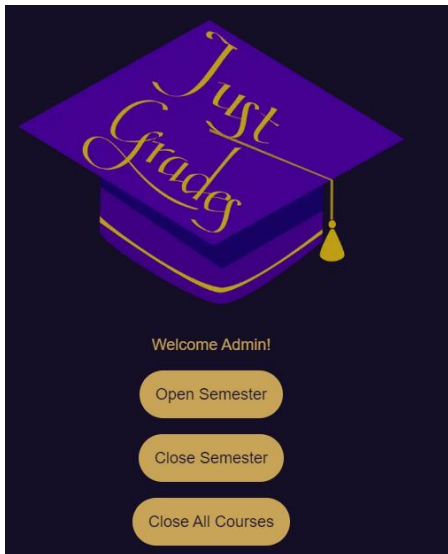 Just
Grades
Welcome Admin!
Open Semester
Close Semester
Close All Courses